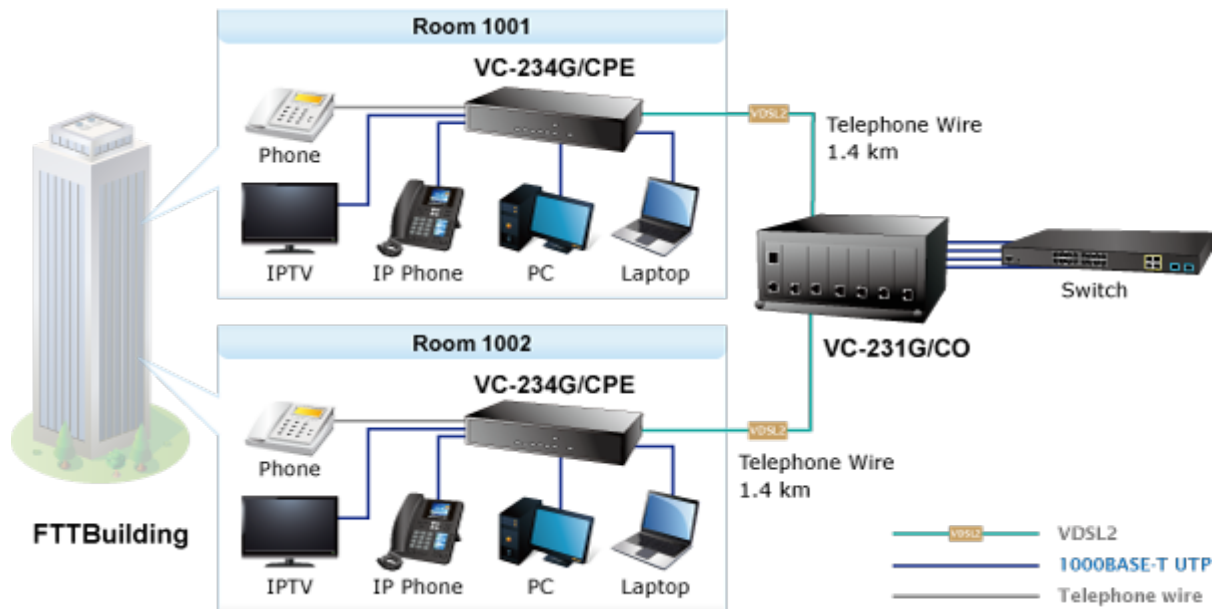 Room 1001
VC-234G/CPE
VDSL2
Telephone Wire
1.4 km
Phone
IPTV
IP Phone
PC
Laptop
Switch
VC-231G/CO
Room 1002
VC-234G/CPE
VDSL2
Telephone Wire
1.4 km
Phone
IPTV
IP Phone
PC
Laptop
FTTBuilding
VDSL2
VDSL2
1000BASE-T UTP
Telephone wire